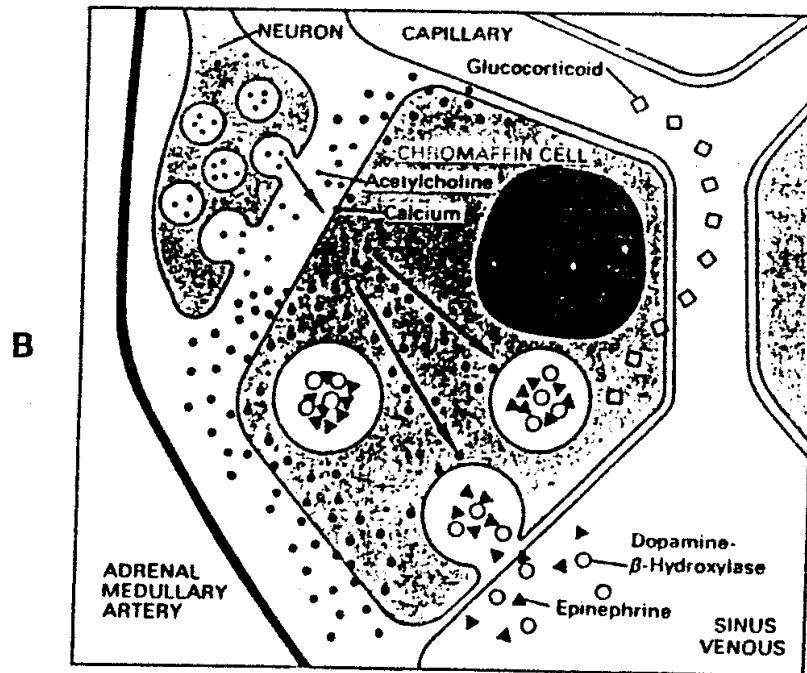 NEURON
CAPILLARY
Glucocorticoid
CHROMAFFIN CELL
Acetylcholine
Calcium
B
Dopamine-
β-Hydroxylase
Epinephrine
ADRENAL
MEDULLARY
ARTERY
SINUS
VENOUS